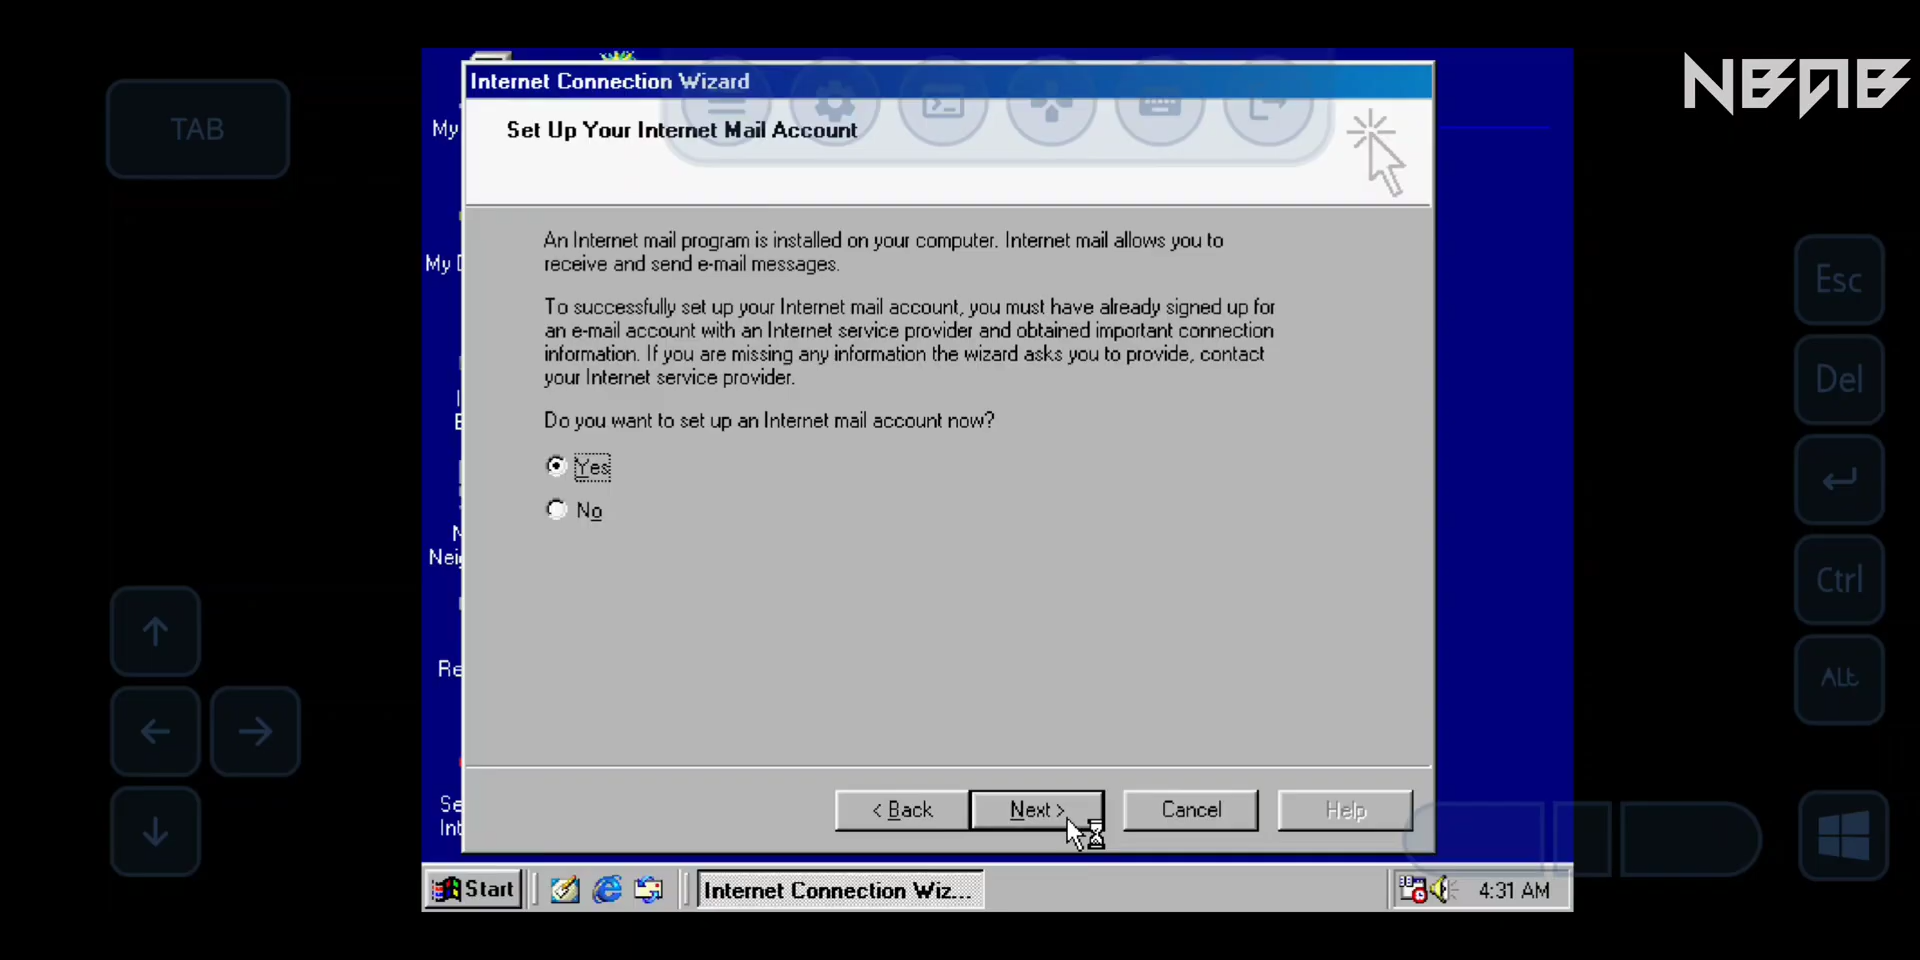 NBAB
TAB
Internet Connection Wizard
My
Set Up Your Internet Mail Account
An Internet mail program is installed on your computer. Internet mail allows you to
receive and send e-mail messages.
My
To successfully set up your Internet mail account, you must have already signed up for
an e-mail account with an Internet service provider and obtained important connection
information. If you are missing any information the wizard asks you to provide, contact
your Internet service provider.
Do you want to set up an Internet mail account now?
Yes
No
Esc
Del
Ctrl
Alt
Nei
Re
Se
Int
< Back
Next >
Cancel
Help
Start
Internet Connection Wiz...
4:31 AM